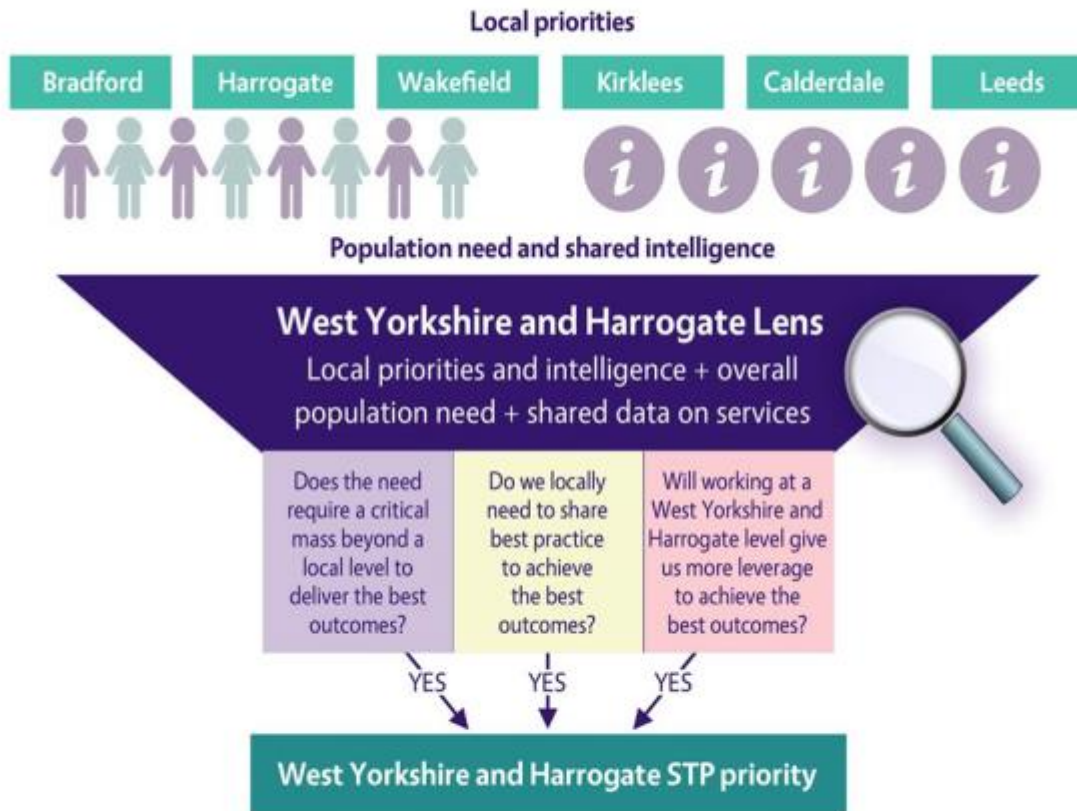 Local priorities
Bradford
Harrogate
Wakefield
Kirklees
Calderdale
Leeds
i i i i i
Population need and shared intelligence
West Yorkshire and Harrogate Lens
Local priorities and intelligence + overall
population need + shared data on services
Does the need
require a critical
mass beyond a
local level to
deliver the best
outcomes?
Do we locally
need to share
best practice
to achieve
the best
outcomes?
Will working at a
West Yorkshire and
Harrogate level give
us more leverage
to achieve the
best outcomes?
YES
YES
YES
West Yorkshire and Harrogate STP priority